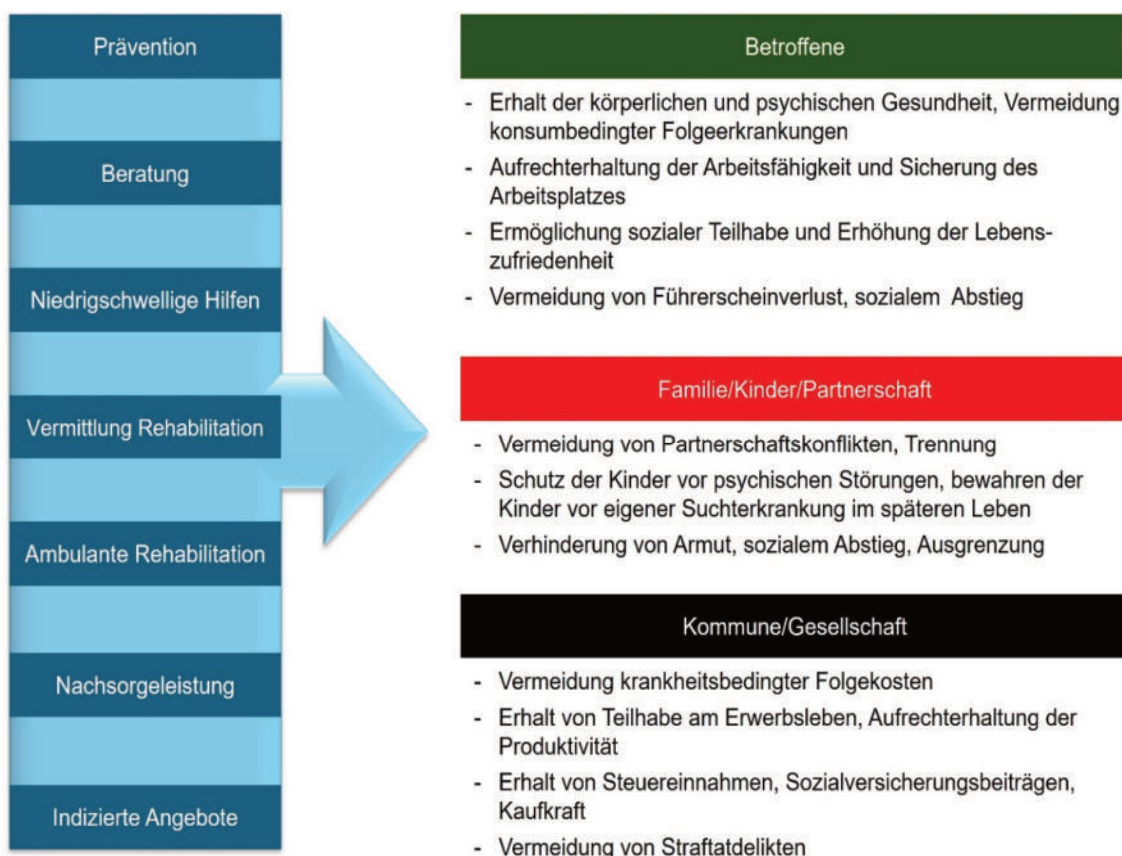 Prävention
Beratung
Niedrigschwellige Hilfen
Vermittlung Rehabilitation
Ambulante Rehabilitation
Nachsorgeleistung
Indizierte Angebote
Betroffene
- Erhalt der körperlichen und psychischen Gesundheit, Vermeidung
konsumbedingter Folgeerkrankungen
- Aufrechterhaltung der Arbeitsfähigkeit und Sicherung des
Arbeitsplatzes
- Ermöglichung sozialer Teilhabe und Erhöhung der Lebens-
zufriedenheit
- Vermeidung von Führerscheinverlust, sozialem Abstieg
Familie/Kinder/Partnerschaft
- Vermeidung von Partnerschaftskonflikten, Trennung
- Schutz der Kinder vor psychischen Störungen, bewahren der
Kinder vor eigener Suchterkrankung im späteren Leben
- Verhinderung von Armut, sozialem Abstieg, Ausgrenzung
Kommune/Gesellschaft
- Vermeidung krankheitsbedingter Folgekosten
- Erhalt von Teilhabe am Erwerbsleben, Aufrechterhaltung der
Produktivität
- Erhalt von Steuereinnahmen, Sozialversicherungsbeiträgen,
Kaufkraft
- Vermeidung von Straftatdelikten